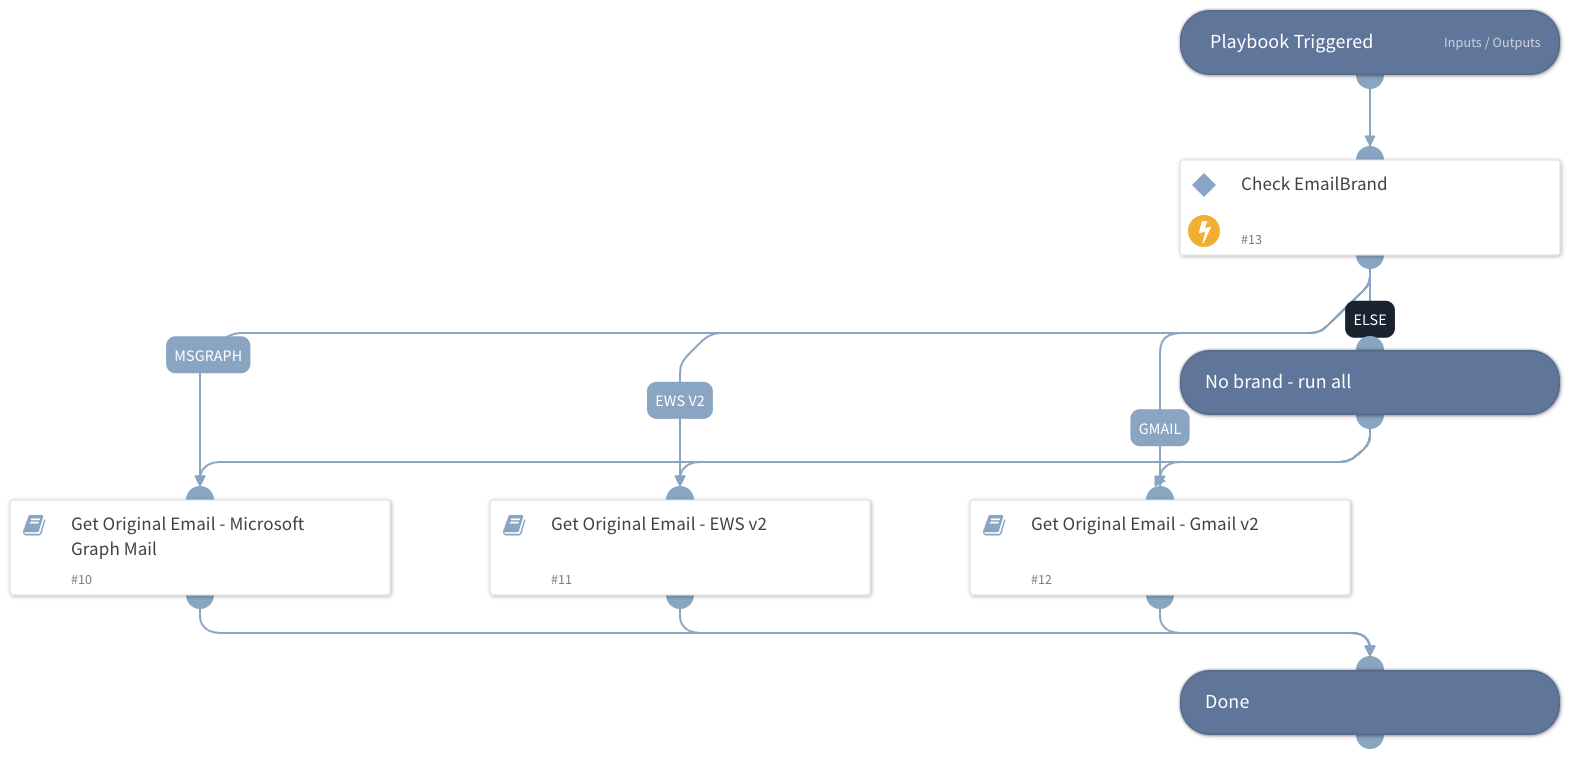 Playbook Triggered
Inputs / Outputs
Check EmailBrand
#13
ELSE
MSGRAPH
No brand - run all
EWS V2
GMAIL
Get Original Email - Microsoft
Graph Mail
#10
Get Original Email - EWS v2
#11
Get Original Email - Gmail v2
#12
Done